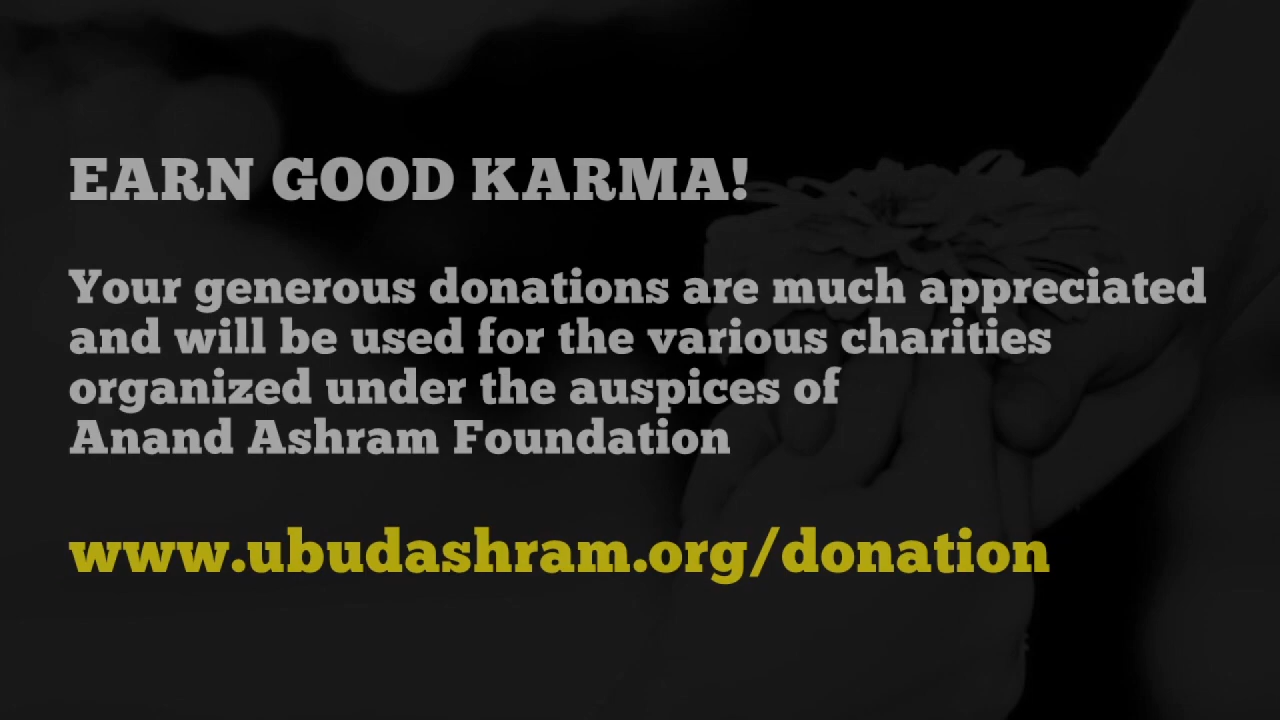 EARN GOOD KARMA!
Your generous donations are much appreciated
and will be used for the various charities
organized under the auspices of
Anand Ashram Foundation
www.ubudashram.org/donation